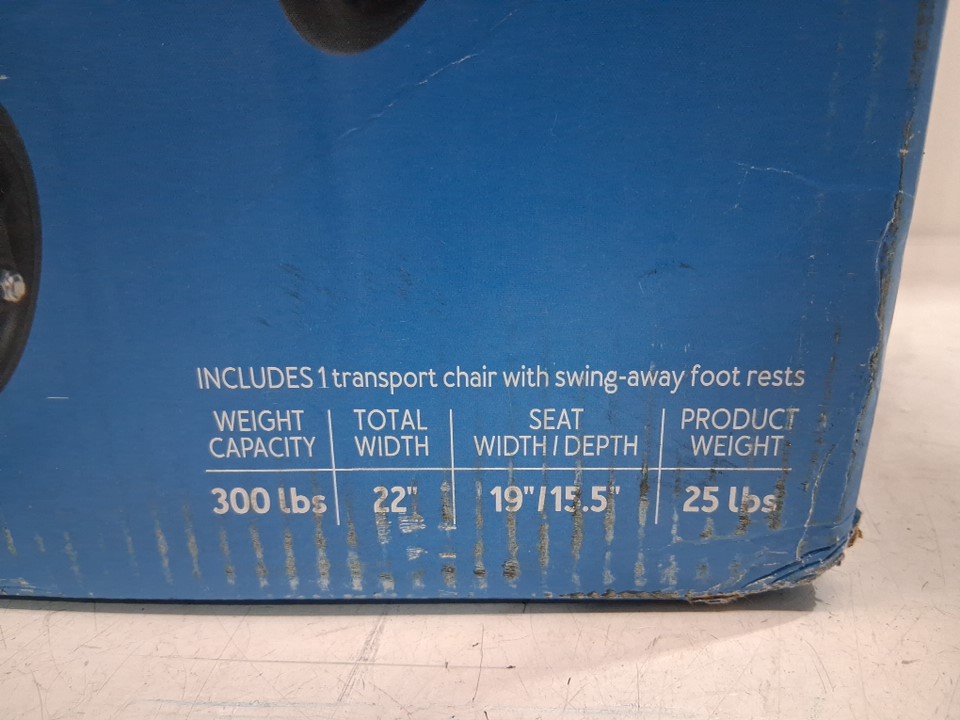 INCLUDES 1 transport chair with swing-away foot rests
WEIGHT CAPACITY
TOTAL WIDTH
SEAT WIDTH / DEPTH
PRODUCT WEIGHT
300 lbs
22"
19"/15.5"
25 lbs